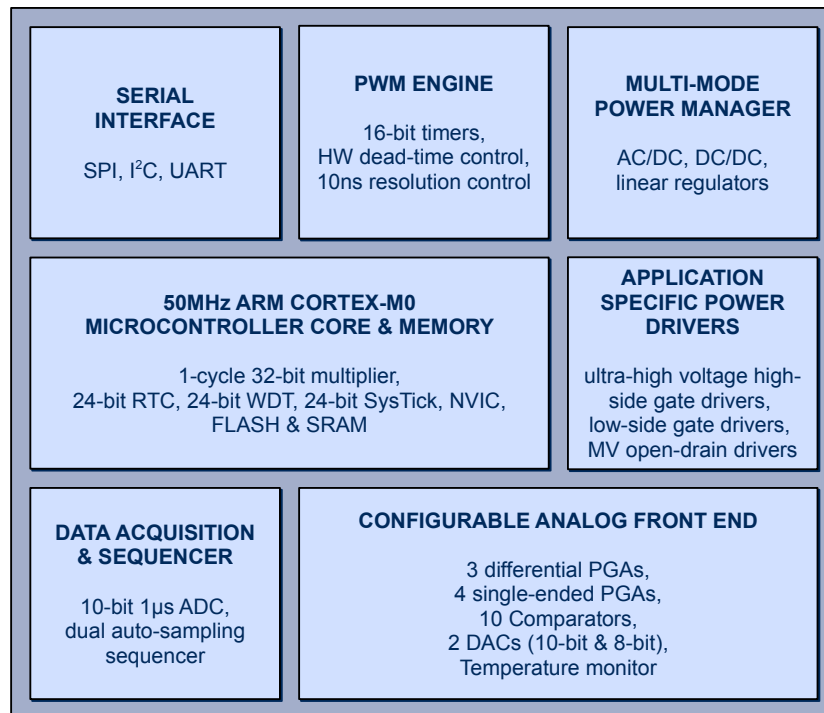 SERIAL
INTERFACE
SPI, I²C, UART
PWM ENGINE
16-bit timers,
HW dead-time control,
10ns resolution control
MULTI-MODE
POWER MANAGER
AC/DC, DC/DC,
linear regulators
50MHz ARM CORTEX-M0
MICROCONTROLLER CORE & MEMORY
1-cycle 32-bit multiplier,
24-bit RTC, 24-bit WDT, 24-bit SysTick, NVIC,
FLASH & SRAM
APPLICATION
SPECIFIC POWER
DRIVERS
ultra-high voltage high-
side gate drivers,
low-side gate drivers,
MV open-drain drivers
DATA ACQUISITION
& SEQUENCER
10-bit 1µs ADC,
dual auto-sampling
sequencer
CONFIGURABLE ANALOG FRONT END
3 differential PGAs,
4 single-ended PGAs,
10 Comparators,
2 DACs (10-bit & 8-bit),
Temperature monitor